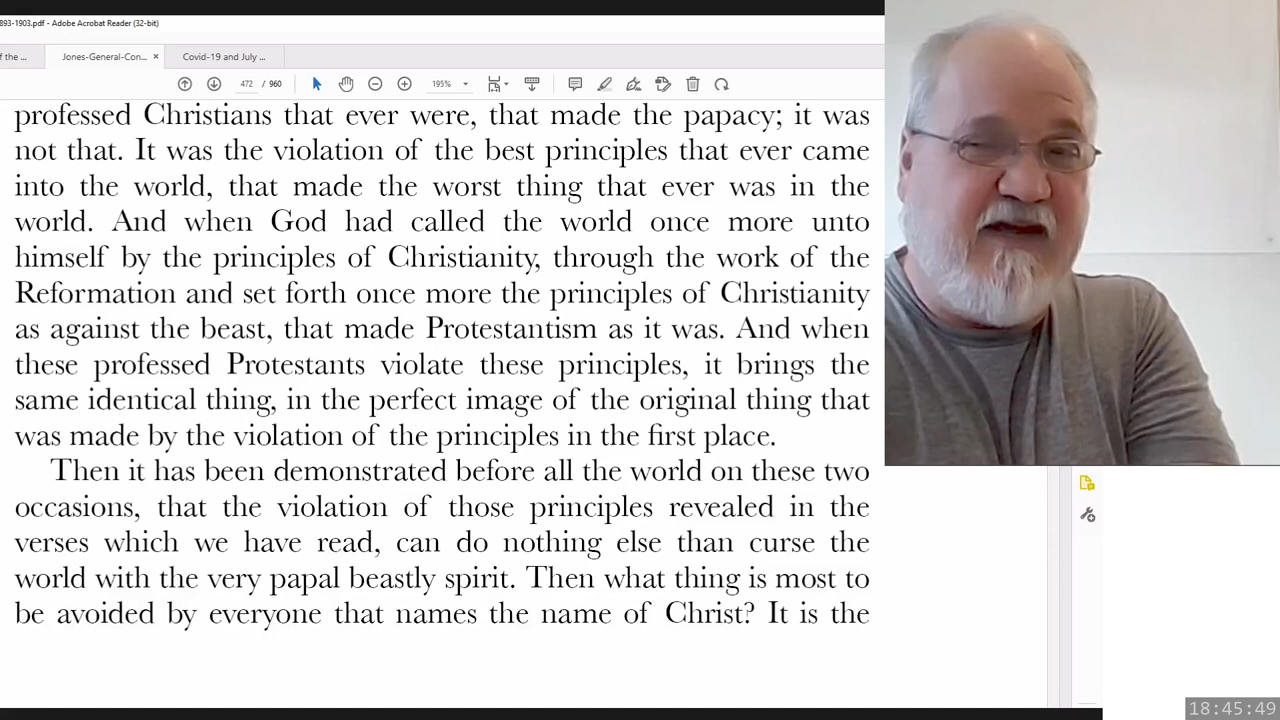 893-1903.pdf - Adobe Acrobat Reader (32-bit)
f the ...
Jones-General-Con...
×
Covid-19 and July ...
472 / 960
195%
professed Christians that ever were, that made the papacy; it was
not that. It was the violation of the best principles that ever came
into the world, that made the worst thing that ever was in the
world. And when God had called the world once more unto
himself by the principles of Christianity, through the work of the
Reformation and set forth once more the principles of Christianity
as against the beast, that made Protestantism as it was. And when
these professed Protestants violate these principles, it brings the
same identical thing, in the perfect image of the original thing that
was made by the violation of the principles in the first place.
Then it has been demonstrated before all the world on these two
occasions, that the violation of those principles revealed in the
verses which we have read, can do nothing else than curse the
world with the very papal beastly spirit. Then what thing is most to
be avoided by everyone that names the name of Christ? It is the
18:45:49